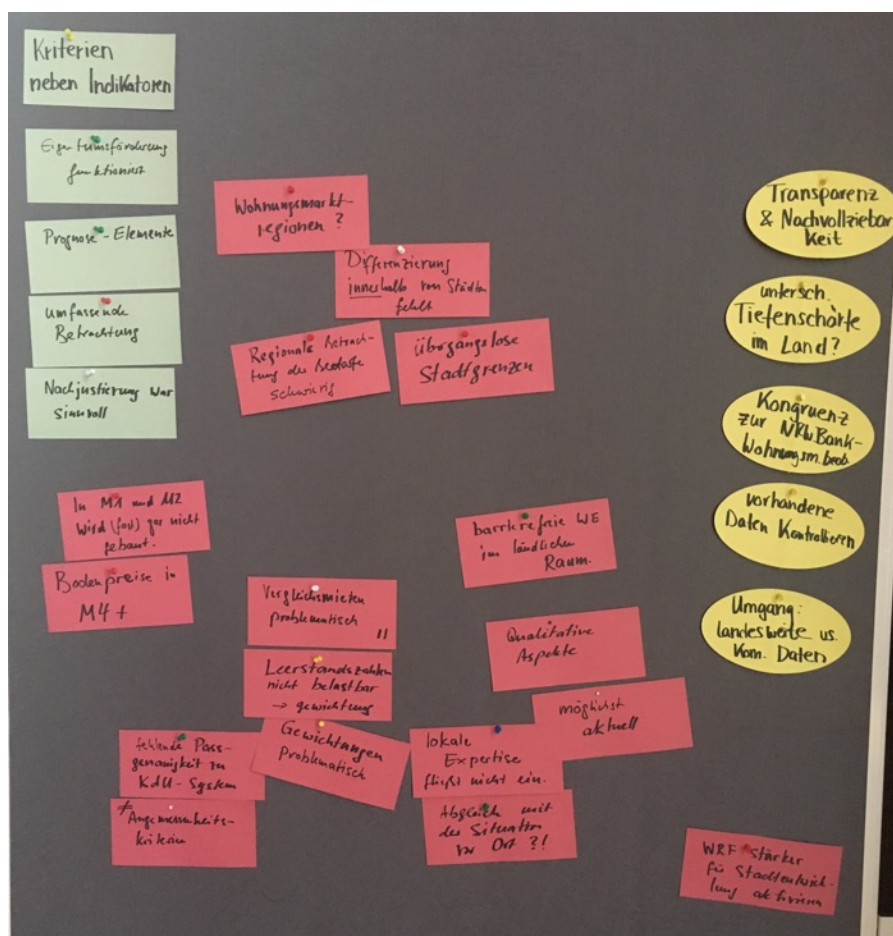 Kriterien
neben Indikatoren
Eigentumsförderung
funktioniert
Prognose-Elemente
umfassende
Betrachtung
Nachjustierung war
sinnvoll
Wohnungsmarkt-
regionen?
Differenzierung
innerhalb von Städten
fehlt
Regionale Betrach-
tung der Bedarfe
schwierig
übergangslose
Stadtgrenzen
In M1 und M2
wird (fast) gar nicht
gebaut.
Bodenpreise in
M4+
Vergleichsmieten
problematisch
!!
Leerstandszahlen
nicht belastbar
→ gewichtung
Gewichtungen
Problematisch
fehlende Pass-
genauigkeit zu
KdU-System
≠ Angemessenheits-
kriterien
barrierefreie WE
im ländlichen
Raum.
Qualitative
Aspekte
möglichst
aktuell
lokale
Expertise
fließt nicht ein.
Abgleich mit
der Situation
vor Ort?!
WRF stärker
für Stadtentwick-
lung aktivieren
Transparenz
& Nachvollziebar
Keit
untersch.
Tiefenschärfe
im Land?
Kongruenz
zur NRW.Bank-
Wohnungsm.beob.
vorhandene
Daten Kontrollieren
Umgang:
landesweite vs.
Kom. Daten